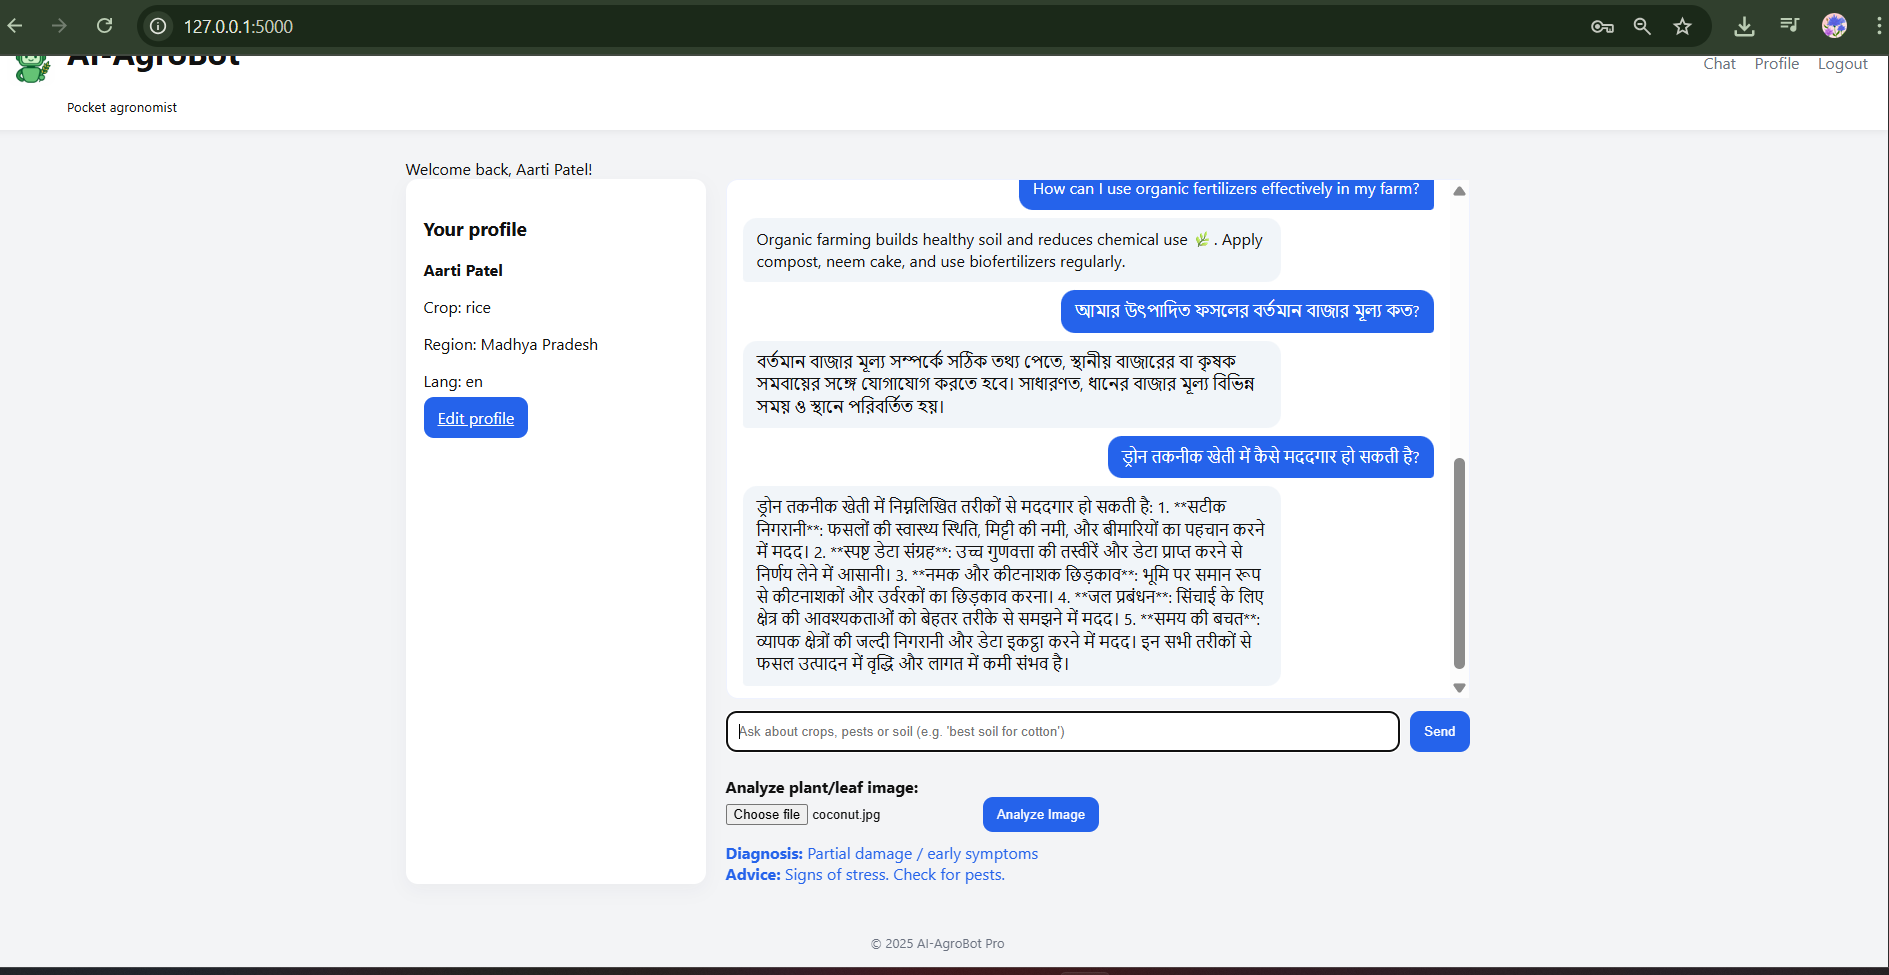 127.0.0.1:5000
AI-AgroBot
Chat Profile Logout
Pocket agronomist
Welcome back, Aarti Patel!
Your profile
Aarti Patel
Crop: rice
Region: Madhya Pradesh
Lang: en
Edit profile
How can I use organic fertilizers effectively in my farm?
Organic farming builds healthy soil and reduces chemical use 🌿 . Apply
compost, neem cake, and use biofertilizers regularly.
আমার উৎপাদিত ফসলের বর্তমান বাজার মূল্য কত?
বর্তমান বাজার মূল্য সম্পর্কে সঠিক তথ্য পেতে, স্থানীয় বাজারের বা কৃষক
সমবায়ের সঙ্গে যোগাযোগ করতে হবে। সাধারণত, ধানের বাজার মূল্য বিভিন্ন
সময় ও স্থানে পরিবর্তিত হয়।
ड्रोन तकनीक खेती में कैसे मददगार हो सकती है?
ड्रोन तकनीक खेती में निम्नलिखित तरीकों से मददगार हो सकती है: 1. **सटीक
निगरानी**: फसलों की स्वास्थ्य स्थिति, मिट्टी की नमी, और बीमारियों का पहचान करने
में मदद। 2. **स्पष्ट डेटा संग्रह**: उच्च गुणवत्ता की तस्वीरें और डेटा प्राप्त करने से
निर्णय लेने में आसानी। 3. **नमक और कीटनाशक छिड़काव**: भूमि पर समान रूप
से कीटनाशकों और उर्वरकों का छिड़काव करना। 4. **जल प्रबंधन**: सिंचाई के लिए
क्षेत्र की आवश्यकताओं को बेहतर तरीके से समझने में मदद। 5. **समय की बचत**:
व्यापक क्षेत्रों की जल्दी निगरानी और डेटा इकट्ठा करने में मदद। इन सभी तरीकों से
फसल उत्पादन में वृद्धि और लागत में कमी संभव है।
Ask about crops, pests or soil (e.g. 'best soil for cotton')
Send
Analyze plant/leaf image:
Choose file coconut.jpg
Analyze Image
Diagnosis: Partial damage / early symptoms
Advice: Signs of stress. Check for pests.
© 2025 AI-AgroBot Pro